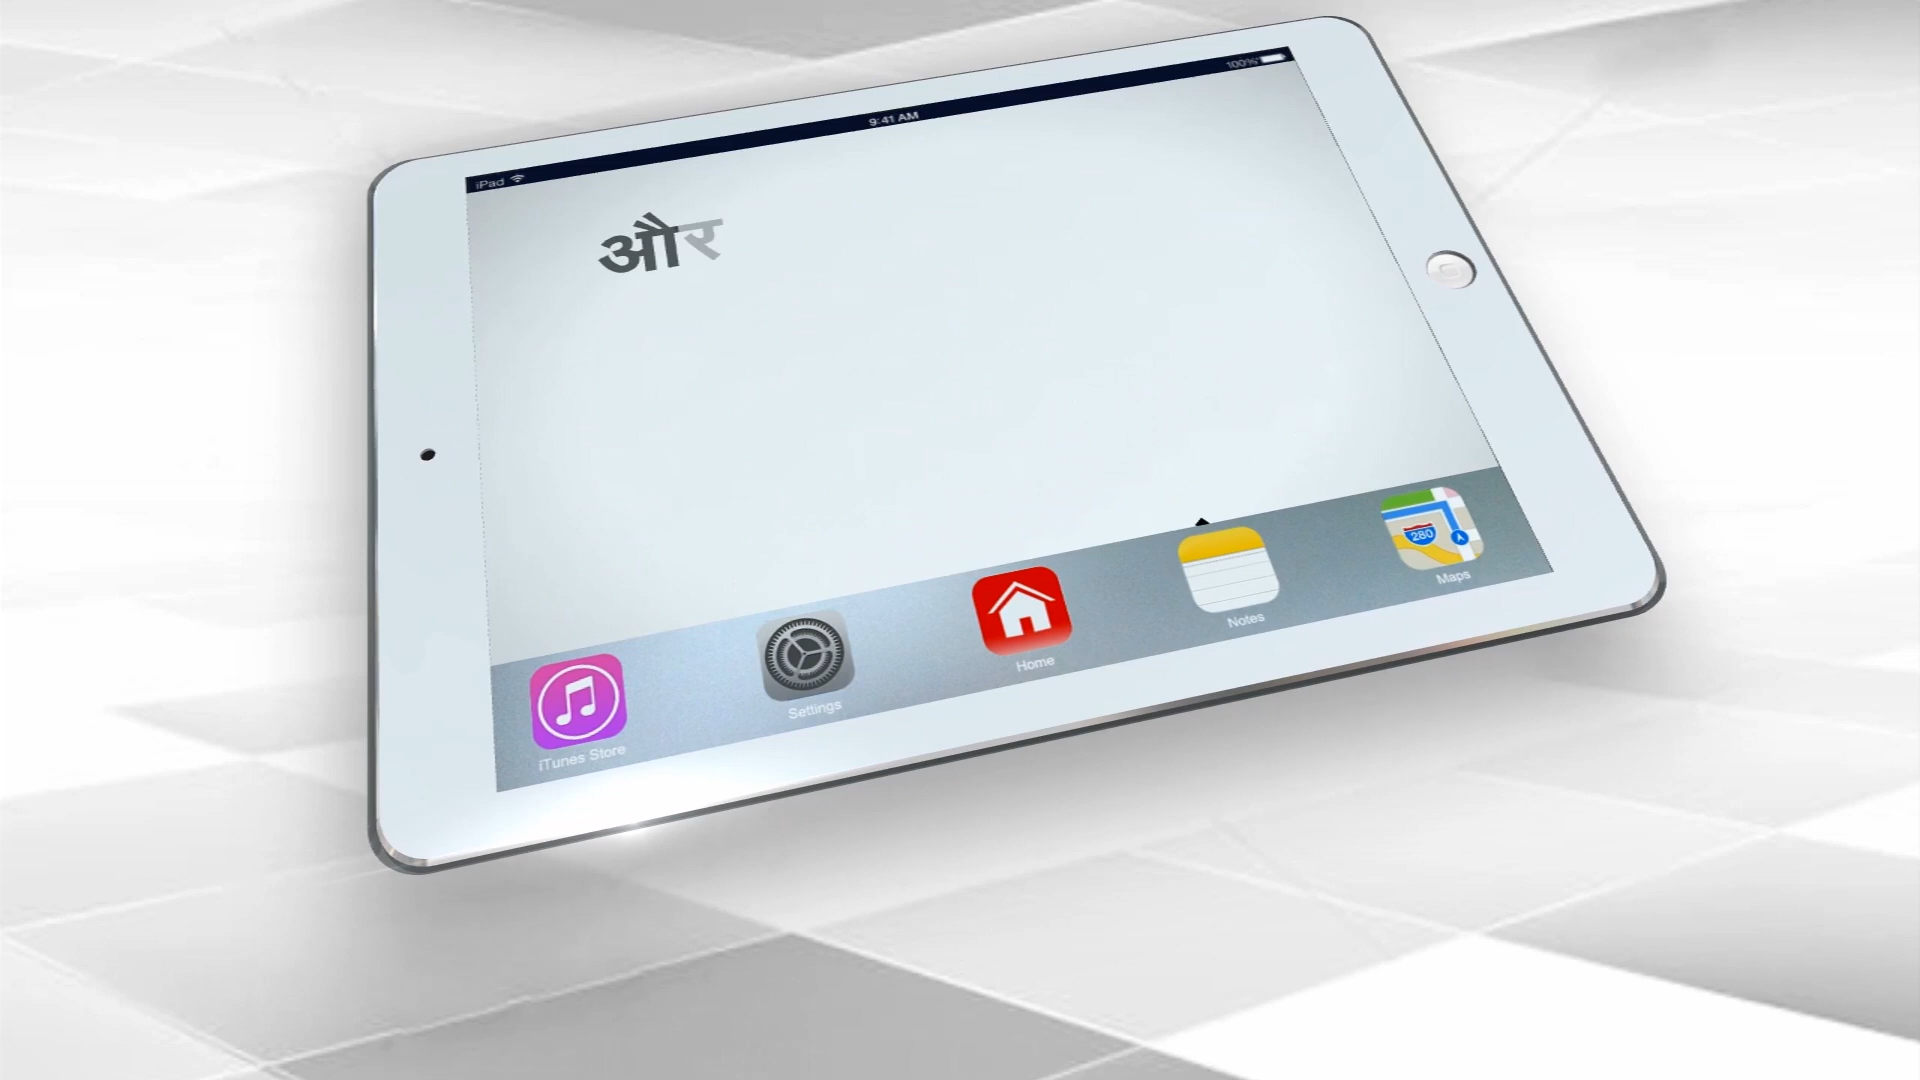 iPad
9:41 AM
100%
और
iTunes Store
Settings
Home
Notes
280
Maps